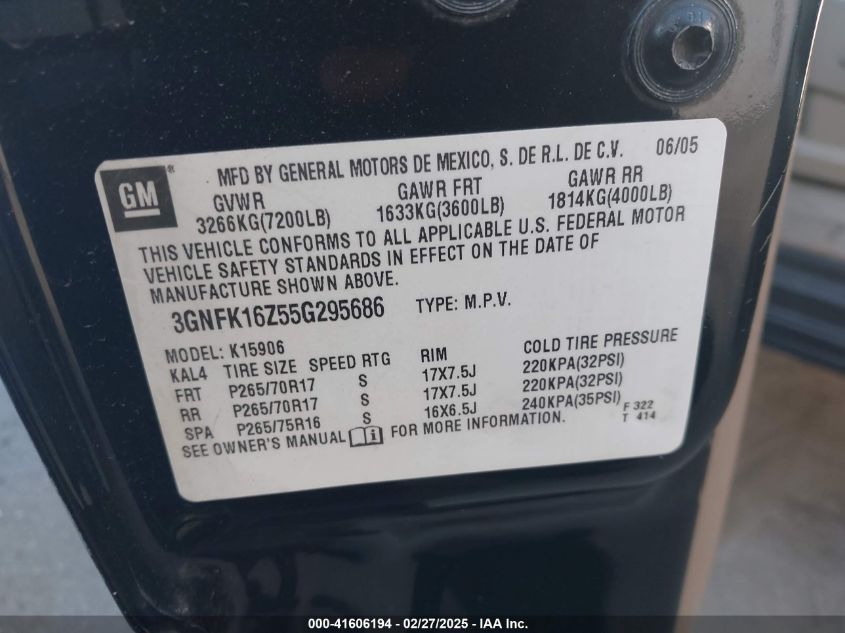 GM® MFD BY GENERAL MOTORS DE MEXICO, S. DE R.L. DE C.V. 06/05
GVWR GAWR FRT GAWR RR
3266KG(7200LB) 1633KG(3600LB) 1814KG(4000LB)
THIS VEHICLE CONFORMS TO ALL APPLICABLE U.S. FEDERAL MOTOR
VEHICLE SAFETY STANDARDS IN EFFECT ON THE DATE OF
MANUFACTURE SHOWN ABOVE.
3GNFK16Z55G295686 TYPE: M.P.V.
MODEL: K15906
KAL4 TIRE SIZE SPEED RTG RIM COLD TIRE PRESSURE
FRT P265/70R17 S 17X7.5J 220KPA(32PSI)
RR P265/70R17 S 17X7.5J 220KPA(32PSI)
SPA P265/75R16 S 16X6.5J 240KPA(35PSI)
SEE OWNER'S MANUAL FOR MORE INFORMATION.
F 322
T 414
000-41606194 - 02/27/2025 - IAA Inc.